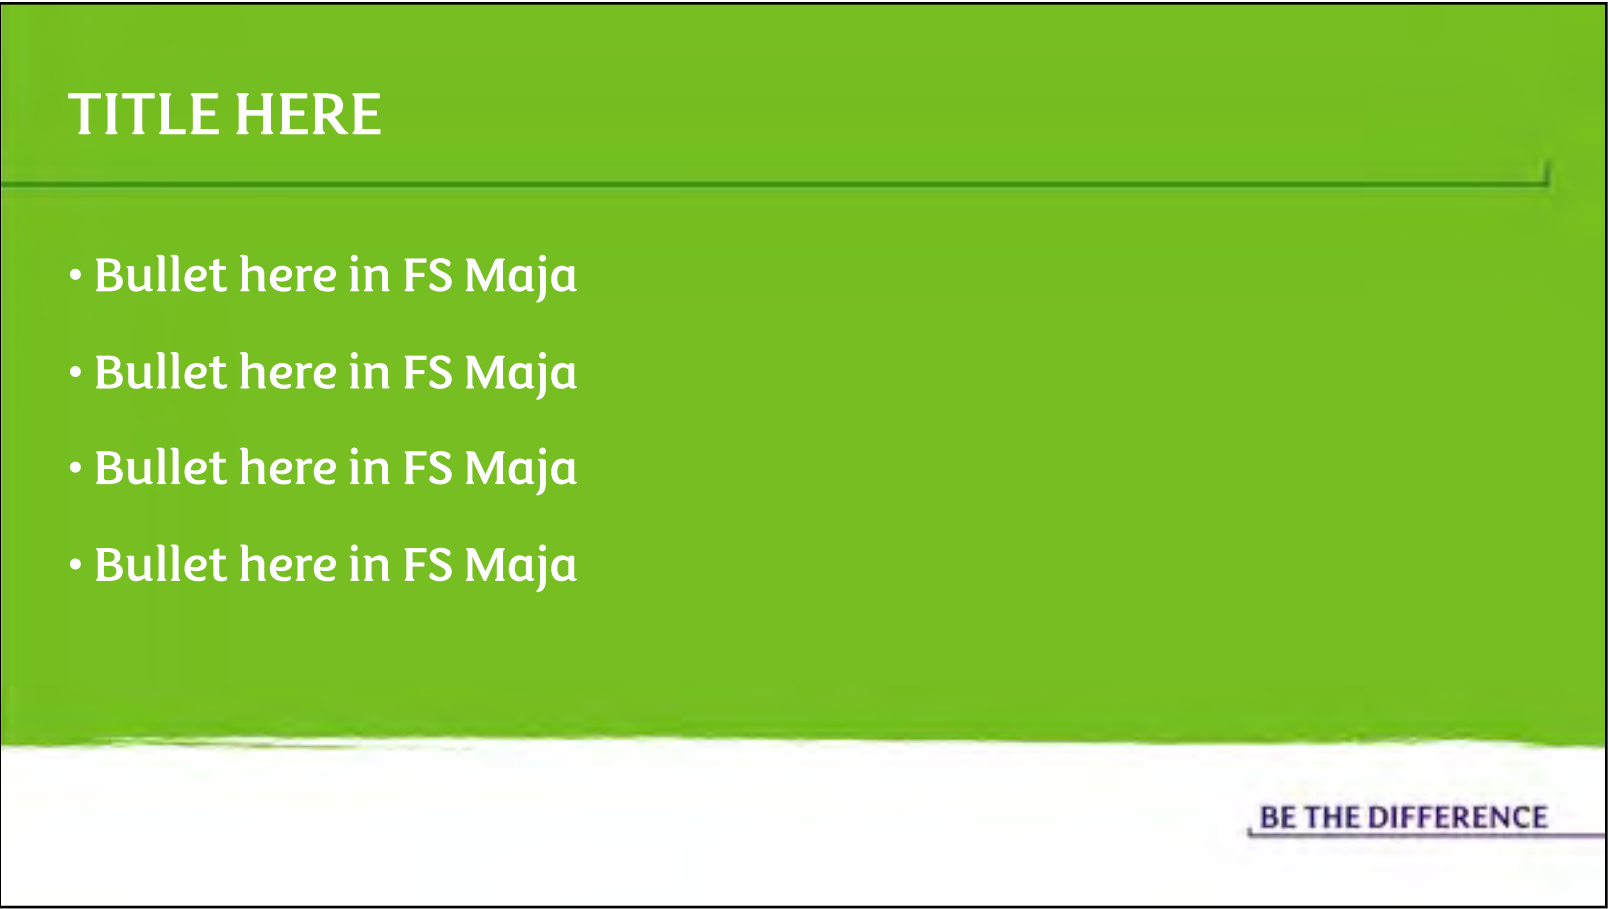 TITLE HERE
• Bullet here in FS Maja
• Bullet here in FS Maja
• Bullet here in FS Maja
• Bullet here in FS Maja
BE THE DIFFERENCE